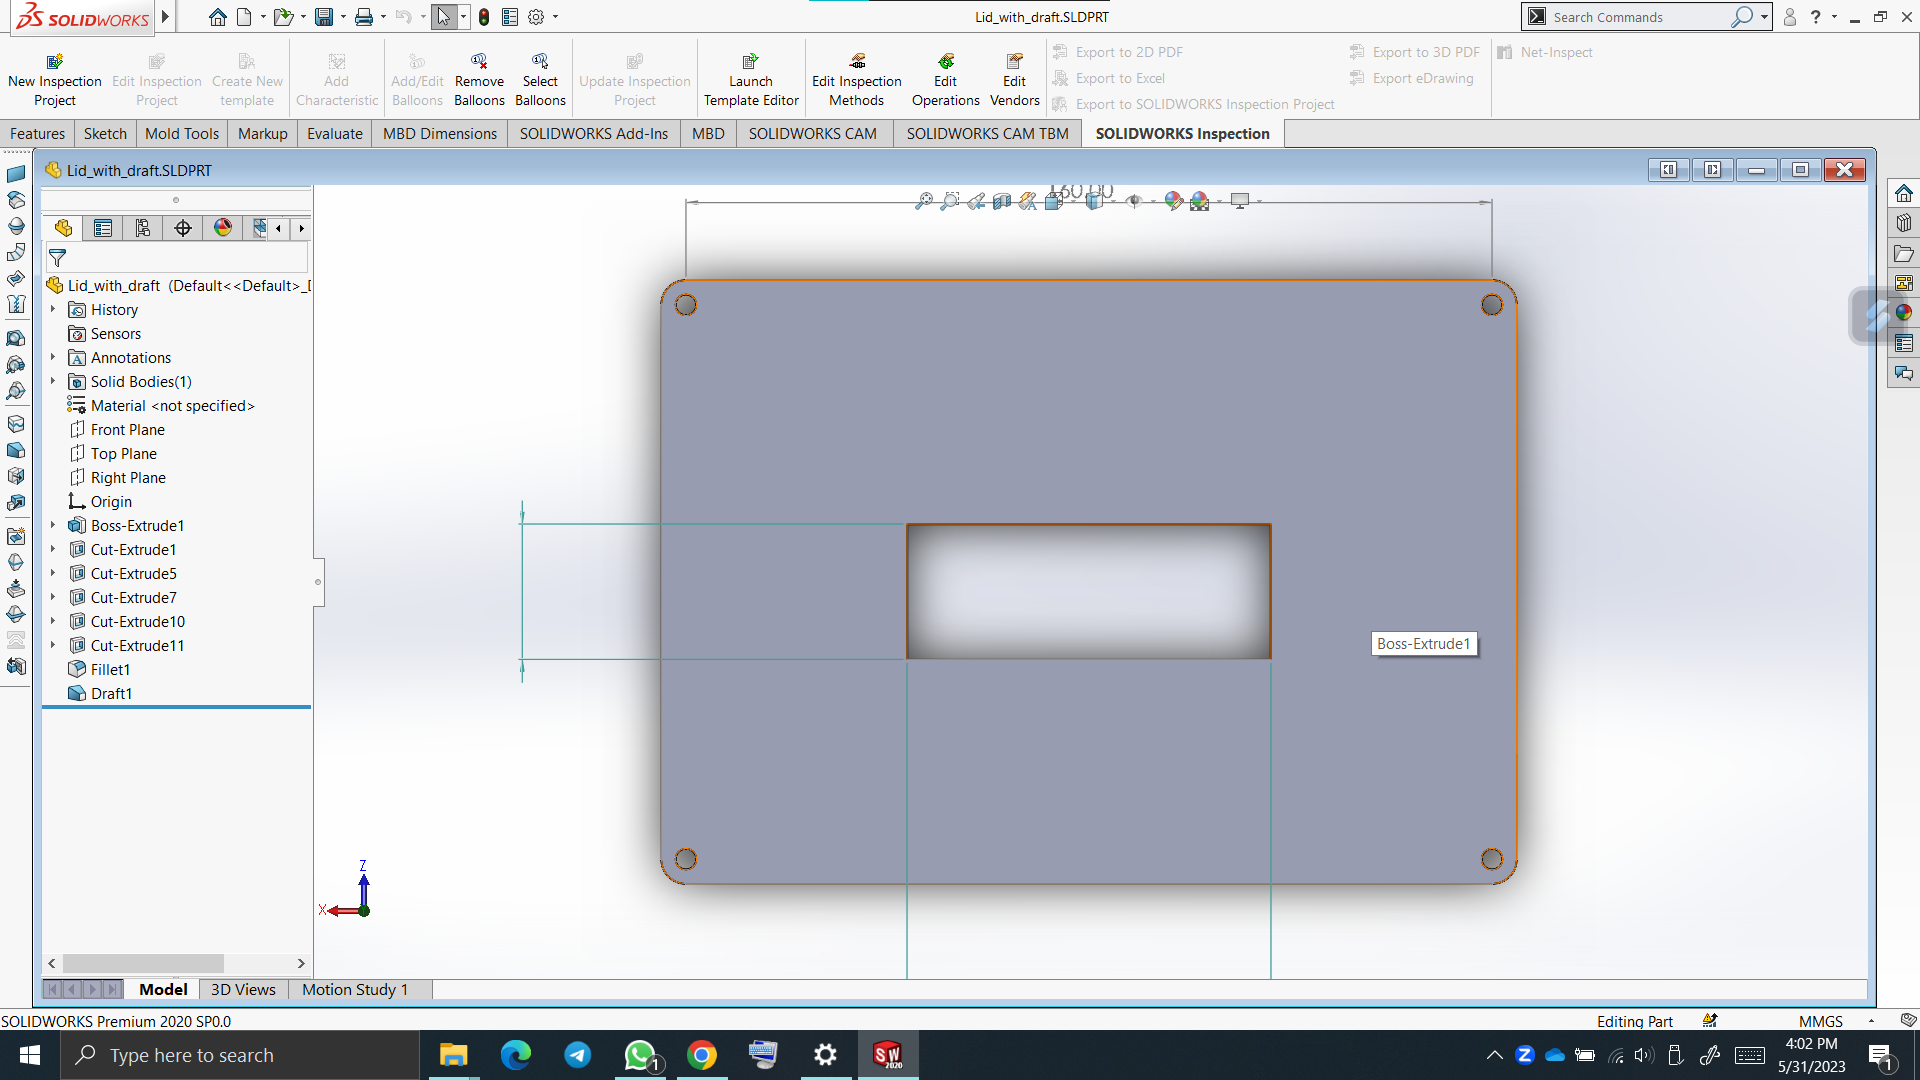 SOLIDWORKS
Lid_with_draft.SLDPRT
Search Commands
New Inspection Project
Edit Inspection Project
Create New template
Add Characteristic
Add/Edit Balloons
Remove Balloons
Select Balloons
Update Inspection Project
Launch Template Editor
Edit Inspection Methods
Edit Operations
Edit Vendors
Export to 2D PDF
Export to Excel
Export to SOLIDWORKS Inspection Project
Export to 3D PDF
Export eDrawing
Net-Inspect
Features
Sketch
Mold Tools
Markup
Evaluate
MBD Dimensions
SOLIDWORKS Add-Ins
MBD
SOLIDWORKS CAM
SOLIDWORKS CAM TBM
SOLIDWORKS Inspection
Lid_with_draft.SLDPRT
160.00
Lid_with_draft (Default<<Default>_
History
Sensors
Annotations
Solid Bodies(1)
Material <not specified>
Front Plane
Top Plane
Right Plane
Origin
Boss-Extrude1
Cut-Extrude1
Cut-Extrude5
Cut-Extrude7
Cut-Extrude10
Cut-Extrude11
Fillet1
Draft1
Boss-Extrude1
Z
X
Model
3D Views
Motion Study 1
SOLIDWORKS Premium 2020 SP0.0
Editing Part
MMGS
Type here to search
1
SW
2020
4:02 PM
5/31/2023
1